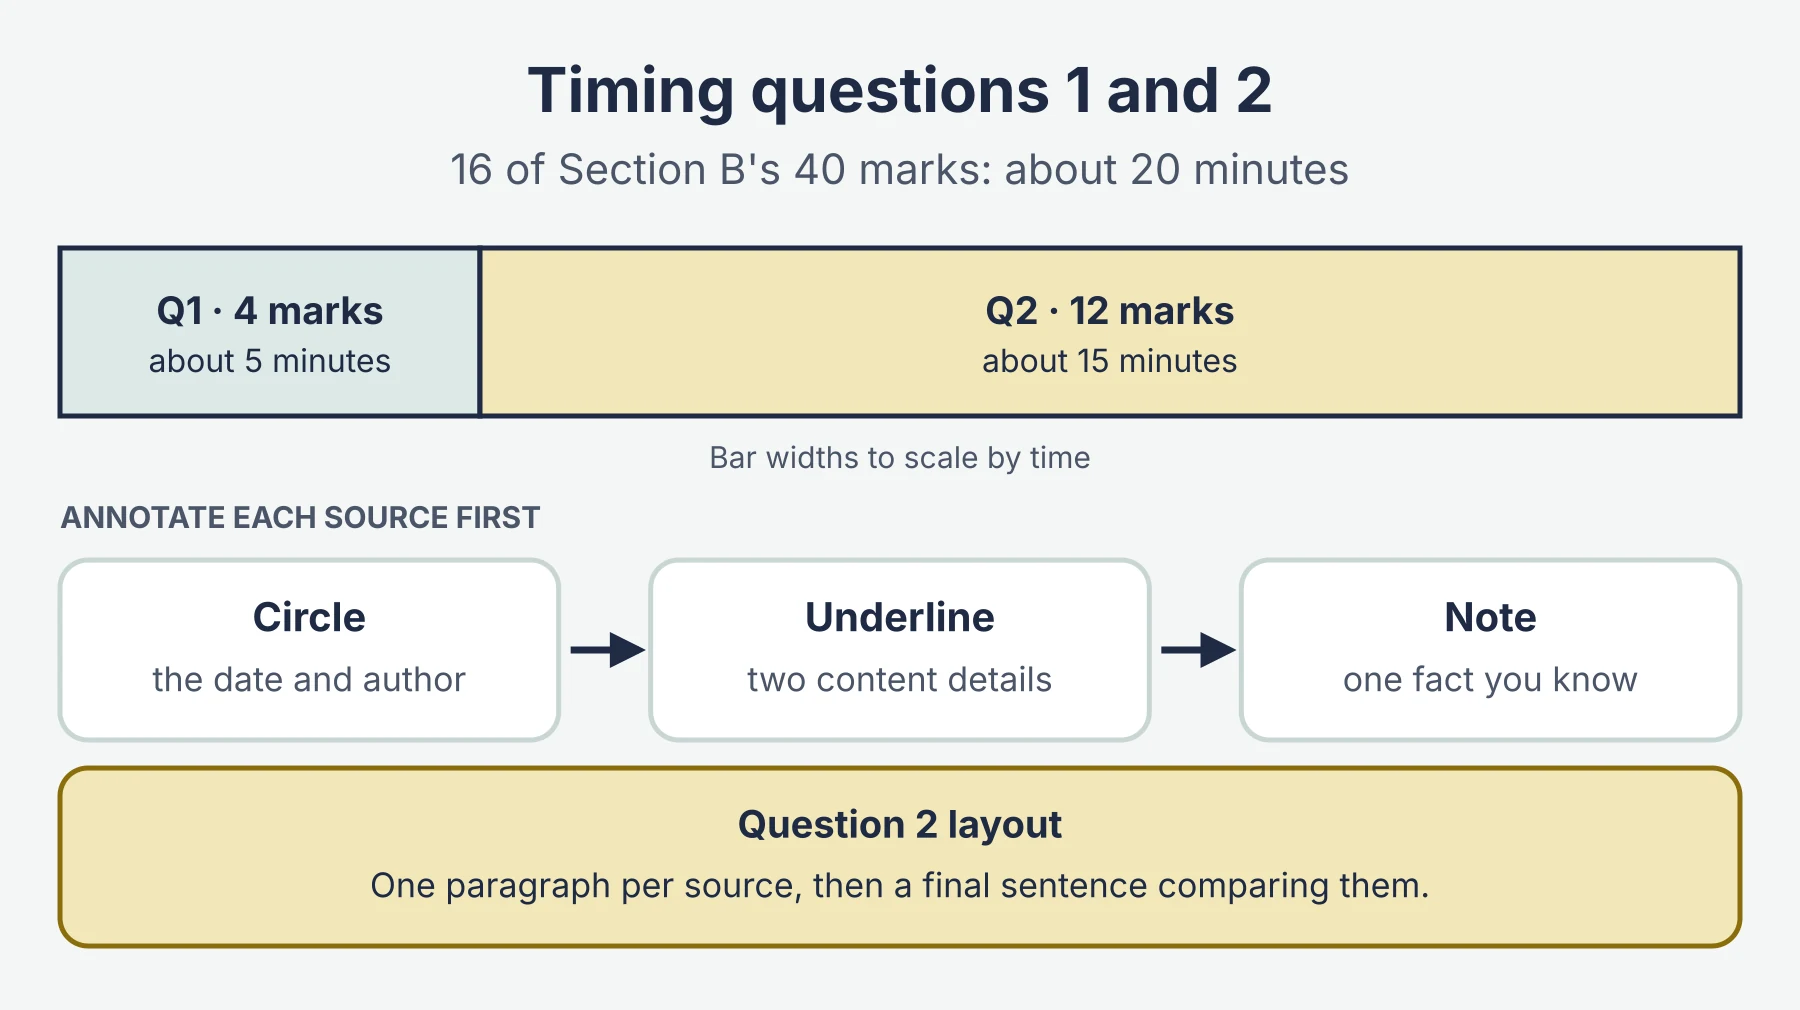 Timing questions 1 and 2
16 of Section B's 40 marks: about 20 minutes
Q1 · 4 marks
about 5 minutes
Q2 · 12 marks
about 15 minutes
Bar widths to scale by time
ANNOTATE EACH SOURCE FIRST
Circle
the date and author
Underline
two content details
Note
one fact you know
Question 2 layout
One paragraph per source, then a final sentence comparing them.